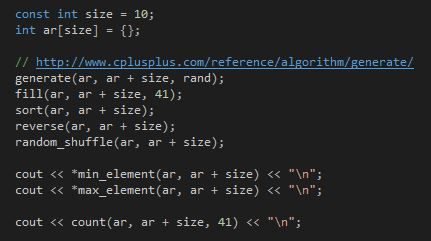 const int size = 10;
int ar[size] = {};
// http://www.cplusplus.com/reference/algorithm/generate/
generate(ar, ar + size, rand);
fill(ar, ar + size, 41);
sort(ar, ar + size);
reverse(ar, ar + size);
random_shuffle(ar, ar + size);
cout << *min_element(ar, ar + size) << "\n";
cout << *max_element(ar, ar + size) << "\n";
cout << count(ar, ar + size, 41) << "\n";